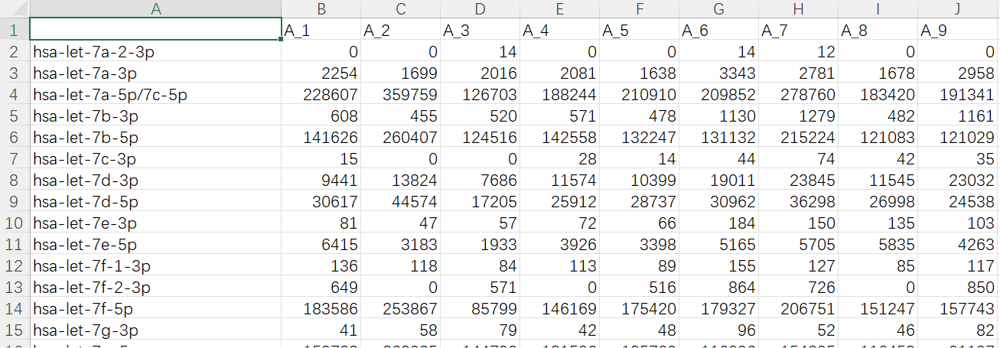 A B C D E F G H I J
1 A_1 A_2 A_3 A_4 A_5 A_6 A_7 A_8 A_9
2 hsa-let-7a-2-3p 0 0 14 0 0 14 12 0 0
3 hsa-let-7a-3p 2254 1699 2016 2081 1638 3343 2781 1678 2958
4 hsa-let-7a-5p/7c-5p 228607 359759 126703 188244 210910 209852 278760 183420 191341
5 hsa-let-7b-3p 608 455 520 571 478 1130 1279 482 1161
6 hsa-let-7b-5p 141626 260407 124516 142558 132247 131132 215224 121083 121029
7 hsa-let-7c-3p 15 0 0 28 14 44 74 42 35
8 hsa-let-7d-3p 9441 13824 7686 11574 10399 19011 23845 11545 23032
9 hsa-let-7d-5p 30617 44574 17205 25912 28737 30962 36298 26998 24538
10 hsa-let-7e-3p 81 47 57 72 66 184 150 135 103
11 hsa-let-7e-5p 6415 3183 1933 3926 3398 5165 5705 5835 4263
12 hsa-let-7f-1-3p 136 118 84 113 89 155 127 85 117
13 hsa-let-7f-2-3p 649 0 571 0 516 864 726 0 850
14 hsa-let-7f-5p 183586 253867 85799 146169 175420 179327 206751 151247 157743
15 hsa-let-7g-3p 41 58 79 42 48 96 52 46 82